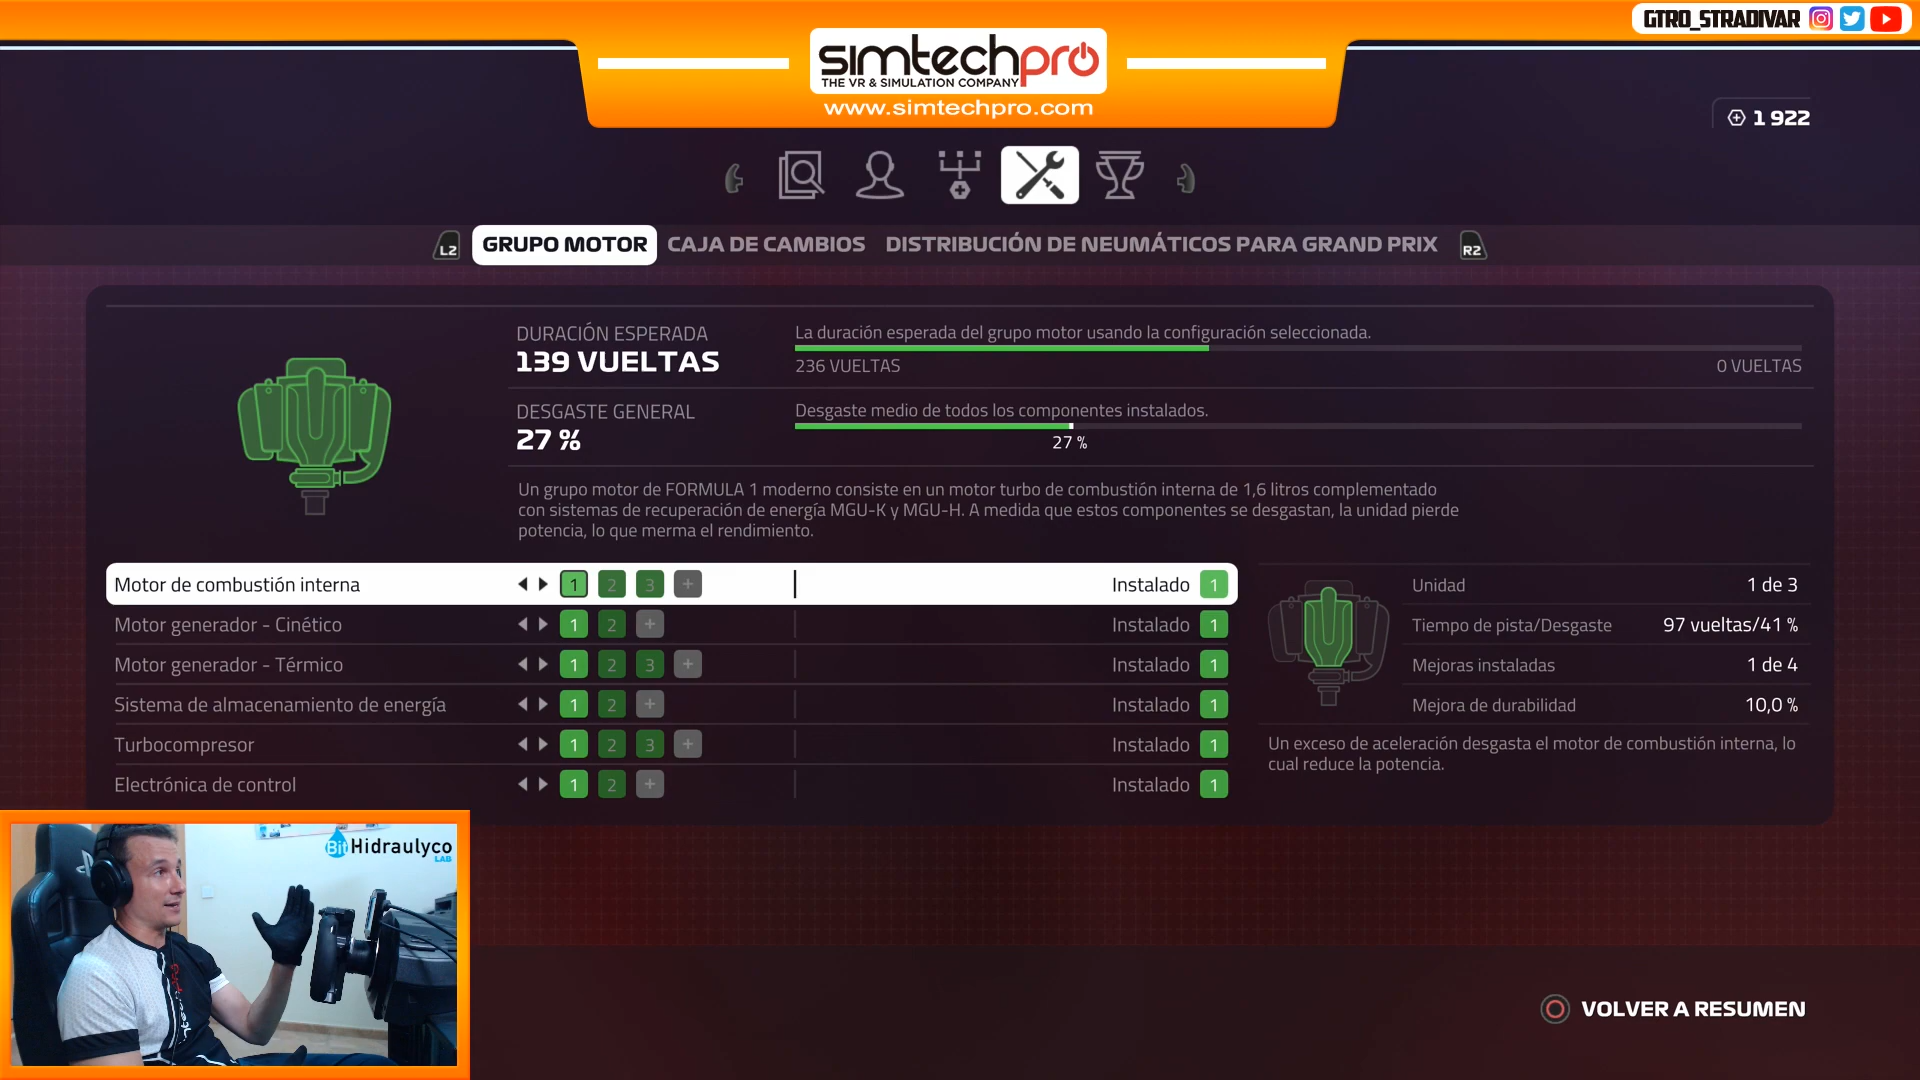 GTRO_STRADIVAR
simtechpro
THE VR & SIMULATION COMPANY
www.simtechpro.com
1 922
L2
GRUPO MOTOR
CAJA DE CAMBIOS
DISTRIBUCIÓN DE NEUMÁTICOS PARA GRAND PRIX
R2
DURACIÓN ESPERADA
139 VUELTAS
La duración esperada del grupo motor usando la configuración seleccionada.
236 VUELTAS
0 VUELTAS
DESGASTE GENERAL
27 %
Desgaste medio de todos los componentes instalados.
27 %
Un grupo motor de FORMULA 1 moderno consiste en un motor turbo de combustión interna de 1,6 litros complementado
con sistemas de recuperación de energía MGU-K y MGU-H. A medida que estos componentes se desgastan, la unidad pierde
potencia, lo que merma el rendimiento.
Motor de combustión interna 1 2 3 + Instalado 1
Motor generador - Cinético 1 2 + Instalado 1
Motor generador - Térmico 1 2 3 + Instalado 1
Sistema de almacenamiento de energía 1 2 + Instalado 1
Turbocompresor 1 2 3 + Instalado 1
Electrónica de control 1 2 + Instalado 1
Unidad 1 de 3
Tiempo de pista/Desgaste 97 vueltas/41 %
Mejoras instaladas 1 de 4
Mejora de durabilidad 10,0 %
Un exceso de aceleración desgasta el motor de combustión interna, lo
cual reduce la potencia.
BitHidraulyco
LAB
VOLVER A RESUMEN